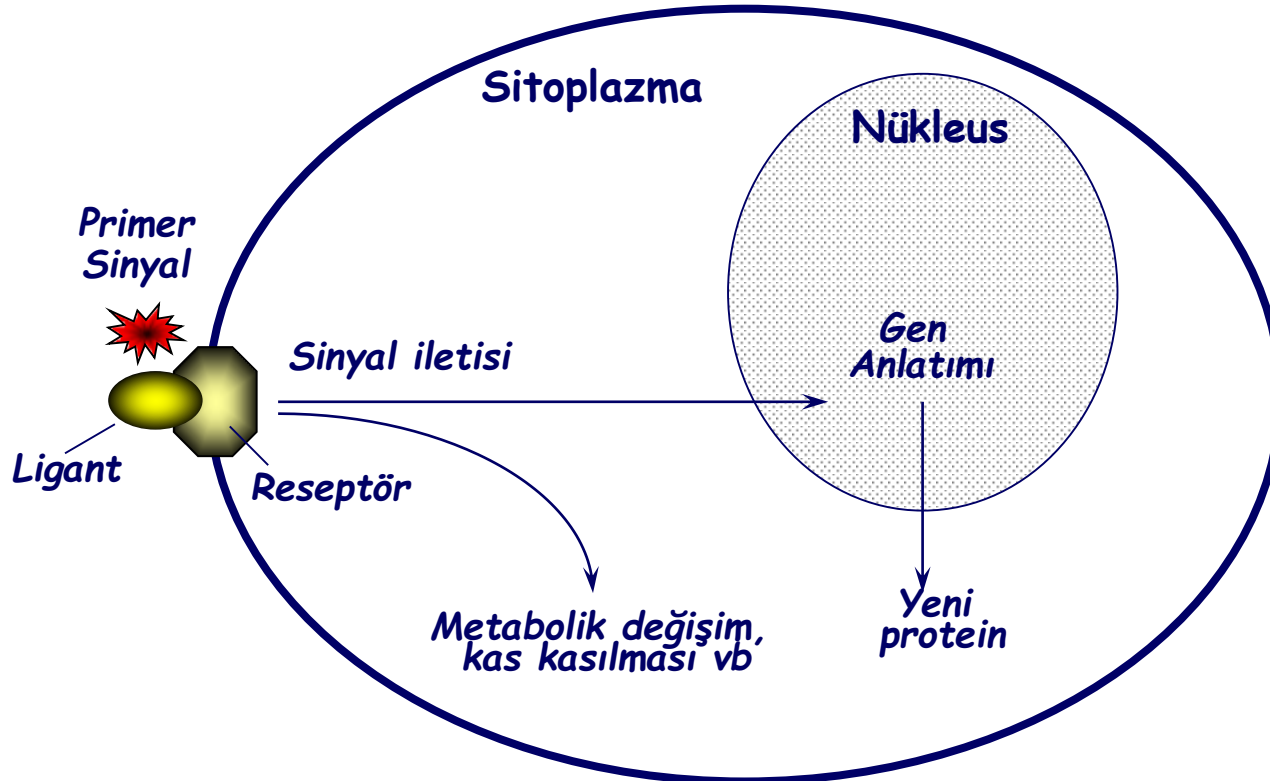 Sitoplazma
Nükleus
Primer
Sinyal
Sinyal iletisi
Gen
Anlatımı
Ligant
Reseptör
Metabolik değişim,
kas kasılması vb
Yeni
protein